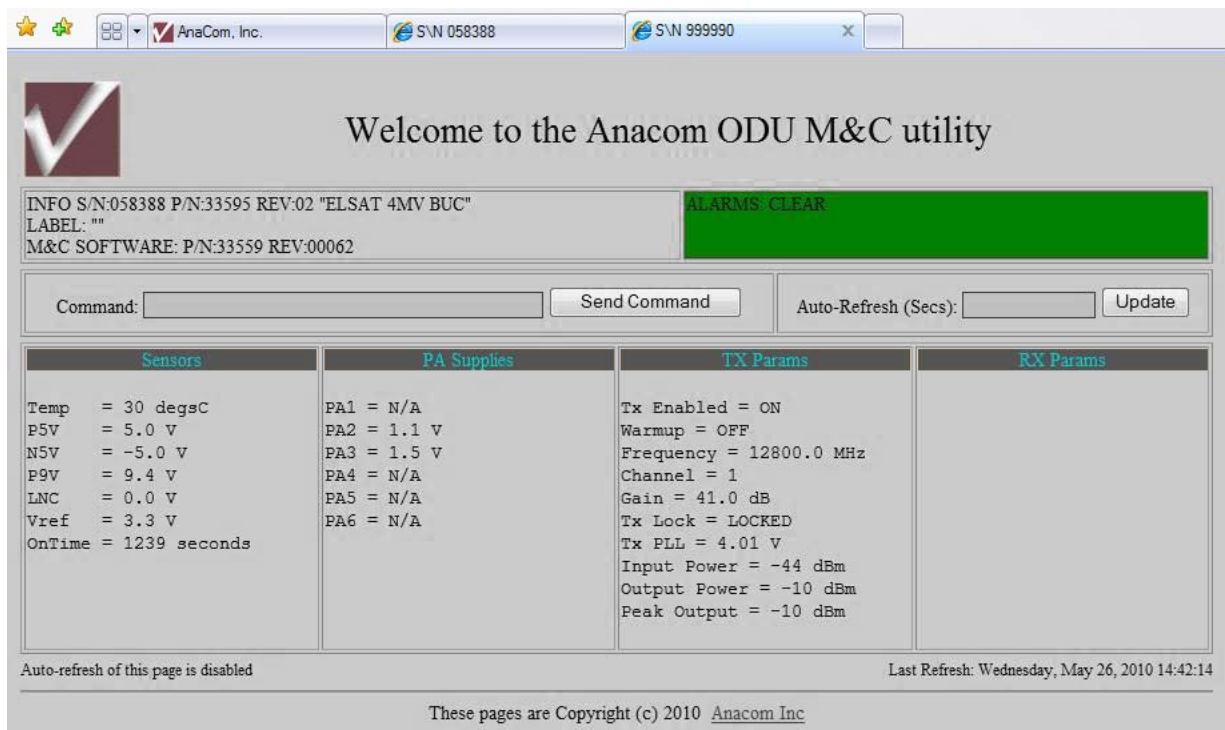 AnaCom, Inc.
S\N 058388
S\N 999990
Welcome to the Anacom ODU M&C utility
INFO S/N:058388 P/N:33595 REV:02 "ELSAT 4MV BUC"
LABEL: ""
M&C SOFTWARE: P/N:33559 REV:00062
ALARMS: CLEAR
Command:
Send Command
Auto-Refresh (Secs):
Update
Sensors
Temp = 30 degsC
P5V = 5.0 V
N5V = -5.0 V
P9V = 9.4 V
LNC = 0.0 V
Vref = 3.3 V
OnTime = 1239 seconds
PA Supplies
PA1 = N/A
PA2 = 1.1 V
PA3 = 1.5 V
PA4 = N/A
PA5 = N/A
PA6 = N/A
TX Params
Tx Enabled = ON
Warmup = OFF
Frequency = 12800.0 MHz
Channel = 1
Gain = 41.0 dB
Tx Lock = LOCKED
Tx PLL = 4.01 V
Input Power = -44 dBm
Output Power = -10 dBm
Peak Output = -10 dBm
RX Params
Auto-refresh of this page is disabled
Last Refresh: Wednesday, May 26, 2010 14:42:14
These pages are Copyright (c) 2010 Anacom Inc